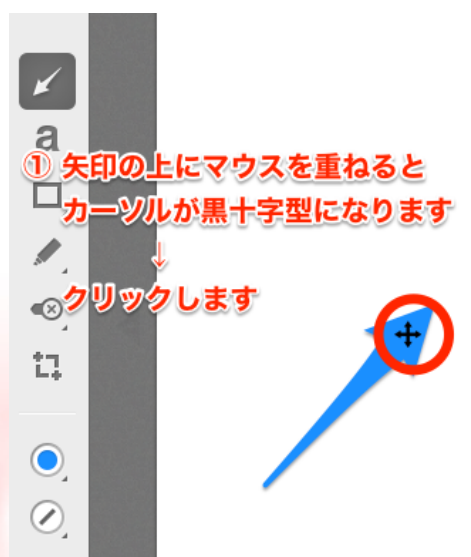 a
① 矢印の上にマウスを重ねると
カーソルが黒十字型になります
↓
クリックします